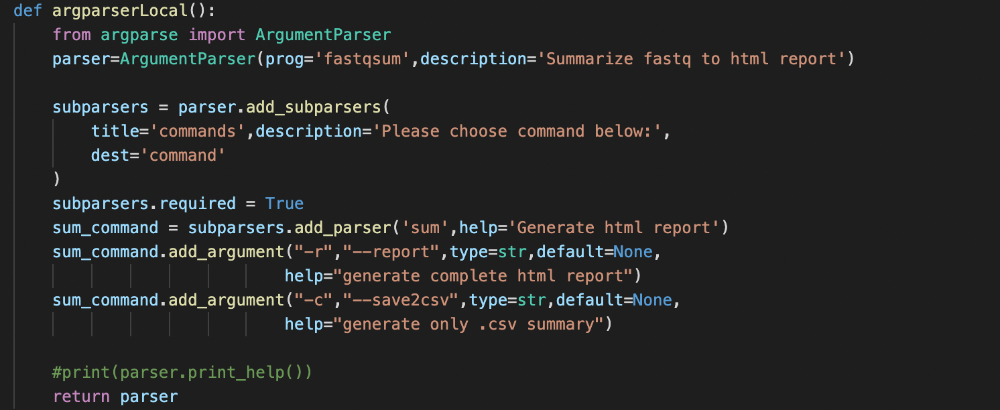 def argparserLocal():
    from argparse import ArgumentParser
    parser=ArgumentParser(prog='fastqsum',description='Summarize fastq to html report')

    subparsers = parser.add_subparsers(
        title='commands',description='Please choose command below:',
        dest='command'
    )
    subparsers.required = True
    sum_command = subparsers.add_parser('sum',help='Generate html report')
    sum_command.add_argument("-r","--report",type=str,default=None,
                            help="generate complete html report")
    sum_command.add_argument("-c","--save2csv",type=str,default=None,
                            help="generate only .csv summary")

    #print(parser.print_help())
    return parser